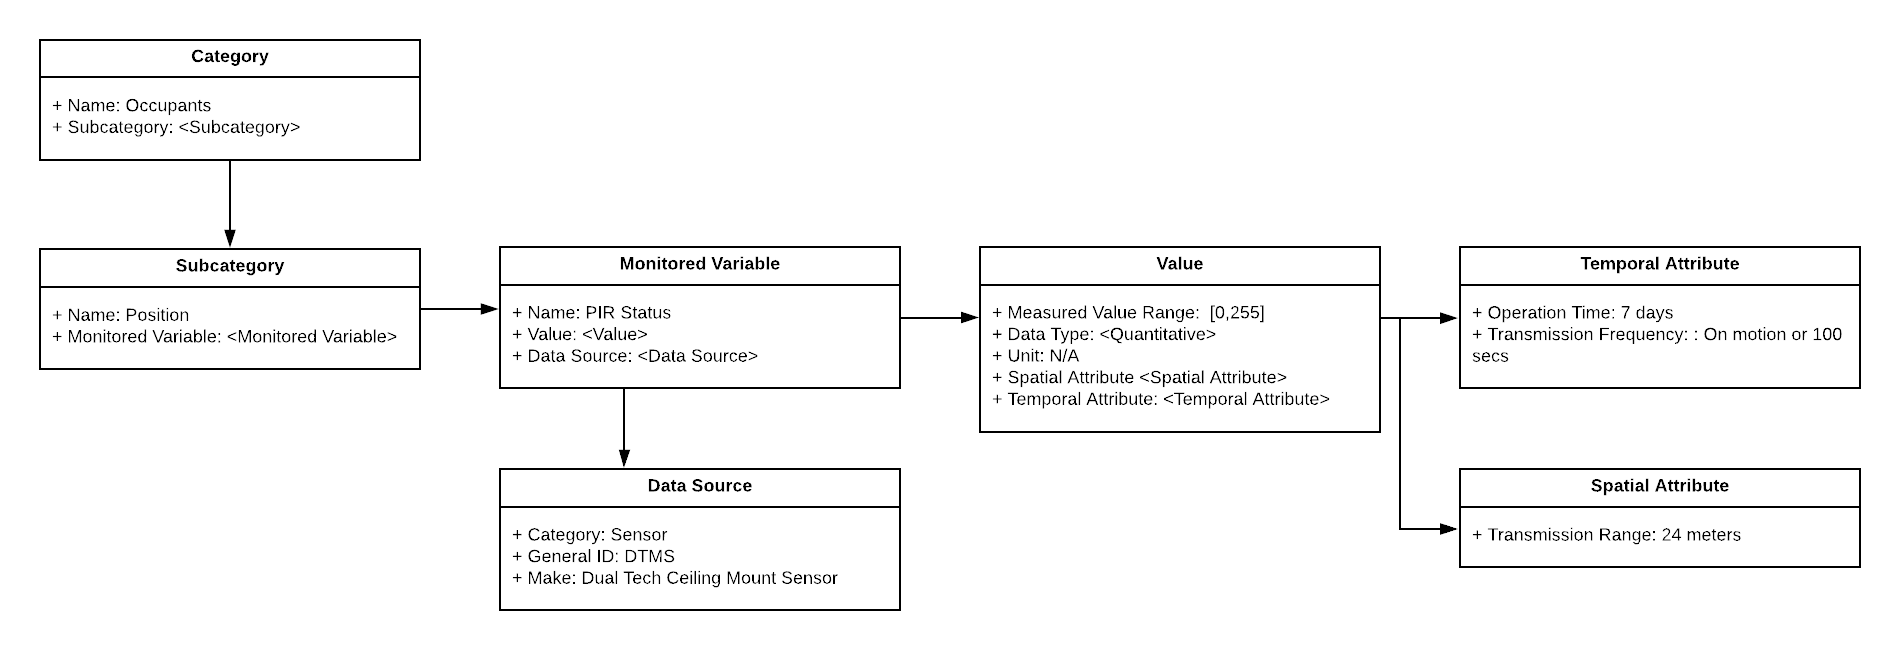 Category
+ Name: Occupants
+ Subcategory: <Subcategory>
Subcategory
+ Name: Position
+ Monitored Variable: <Monitored Variable>
Monitored Variable
+ Name: PIR Status
+ Value: <Value>
+ Data Source: <Data Source>
Data Source
+ Category: Sensor
+ General ID: DTMS
+ Make: Dual Tech Ceiling Mount Sensor
Value
+ Measured Value Range:  [0,255]
+ Data Type: <Quantitative>
+ Unit: N/A
+ Spatial Attribute <Spatial Attribute>
+ Temporal Attribute: <Temporal Attribute>
Temporal Attribute
+ Operation Time: 7 days
+ Transmission Frequency: : On motion or 100
secs
Spatial Attribute
+ Transmission Range: 24 meters